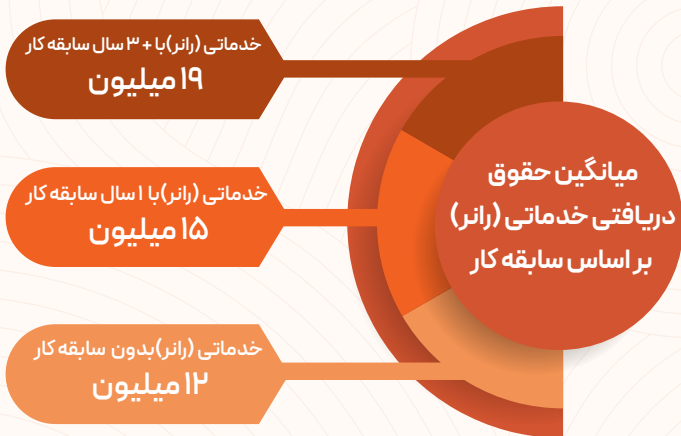 میانگین حقوق
دریافتی خدماتی (رانر)
بر اساس سابقه کار
خدماتی (رانر) با + ۳ سال سابقه کار
۱۹ میلیون
خدماتی (رانر) با ۱ سال سابقه کار
۱۵ میلیون
خدماتی (رانر) بدون سابقه کار
۱۲ میلیون